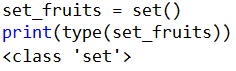 set_fruits = set()
print(type(set_fruits))
<class 'set'>